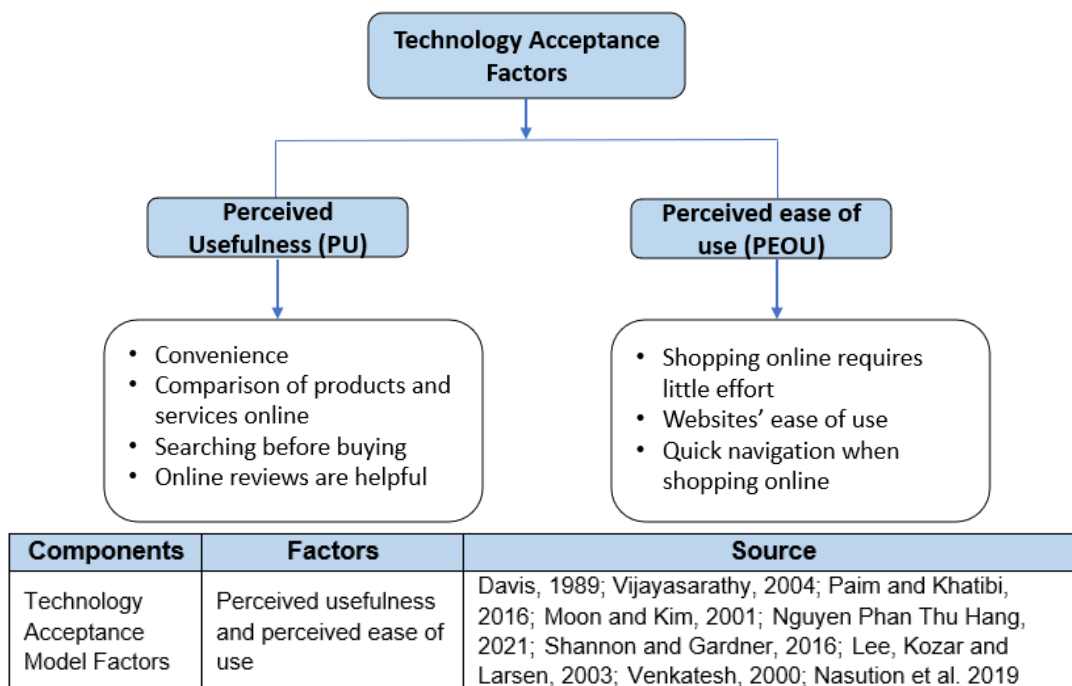 Technology Acceptance
Factors
Perceived
Usefulness (PU)
Perceived ease of
use (PEOU)
• Convenience
• Comparison of products and
services online
• Searching before buying
• Online reviews are helpful
• Shopping online requires
little effort
• Websites’ ease of use
• Quick navigation when
shopping online
Components
Factors
Source
Technology
Acceptance
Model Factors
Perceived usefulness
and perceived ease of
use
Davis, 1989; Vijayasarathy, 2004; Paim and Khatibi,
2016; Moon and Kim, 2001; Nguyen Phan Thu Hang,
2021; Shannon and Gardner, 2016; Lee, Kozar and
Larsen, 2003; Venkatesh, 2000; Nasution et al. 2019